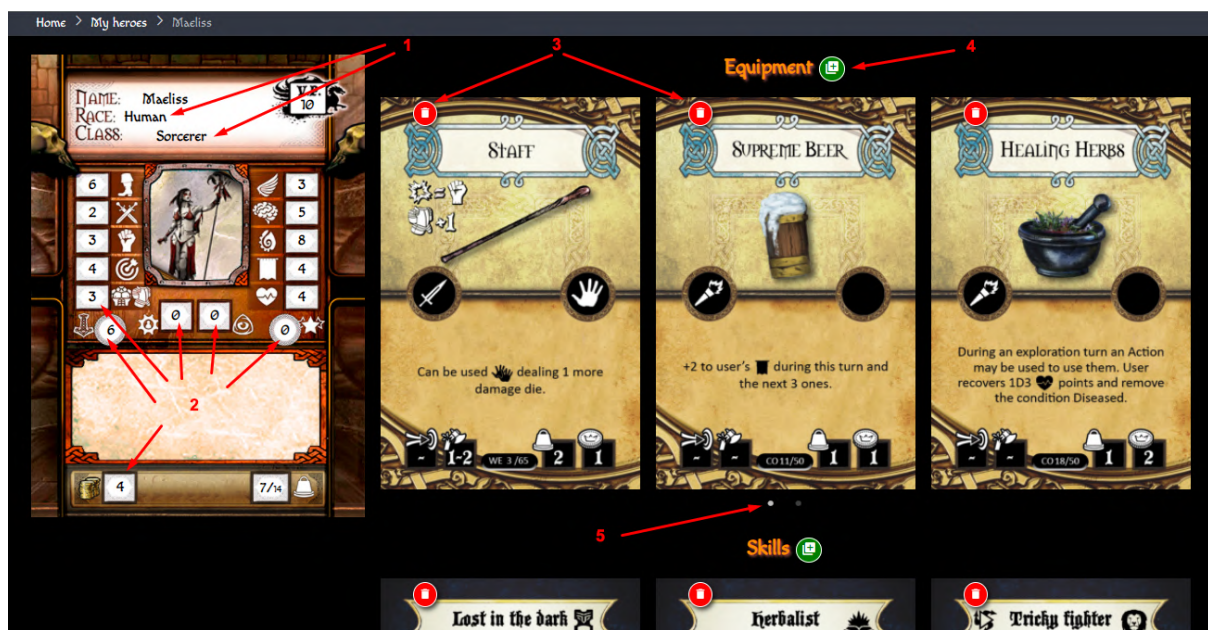 Home > My heroes > Maeliss
1
3
4
Equipment
NAME: Maeliss
RACE: Human
CLASS: Sorcerer
V.P.
10
6
3
2
5
3
8
4
4
3
4
6
0
0
0
2
4
7/14
STAFF
=
+1
Can be used dealing 1 more
damage die.
~
1-2
WE 3/65
2
1
SUPREME BEER
+2 to user's during this turn and
the next 3 ones.
~
~
CO11/50
1
1
HEALING HERBS
During an exploration turn an Action
may be used to use them. User
recovers 1D3 points and remove
the condition Diseased.
~
~
CO18/50
1
2
5
Skills
Lost in the dark
Herbalist
Tricky fighter